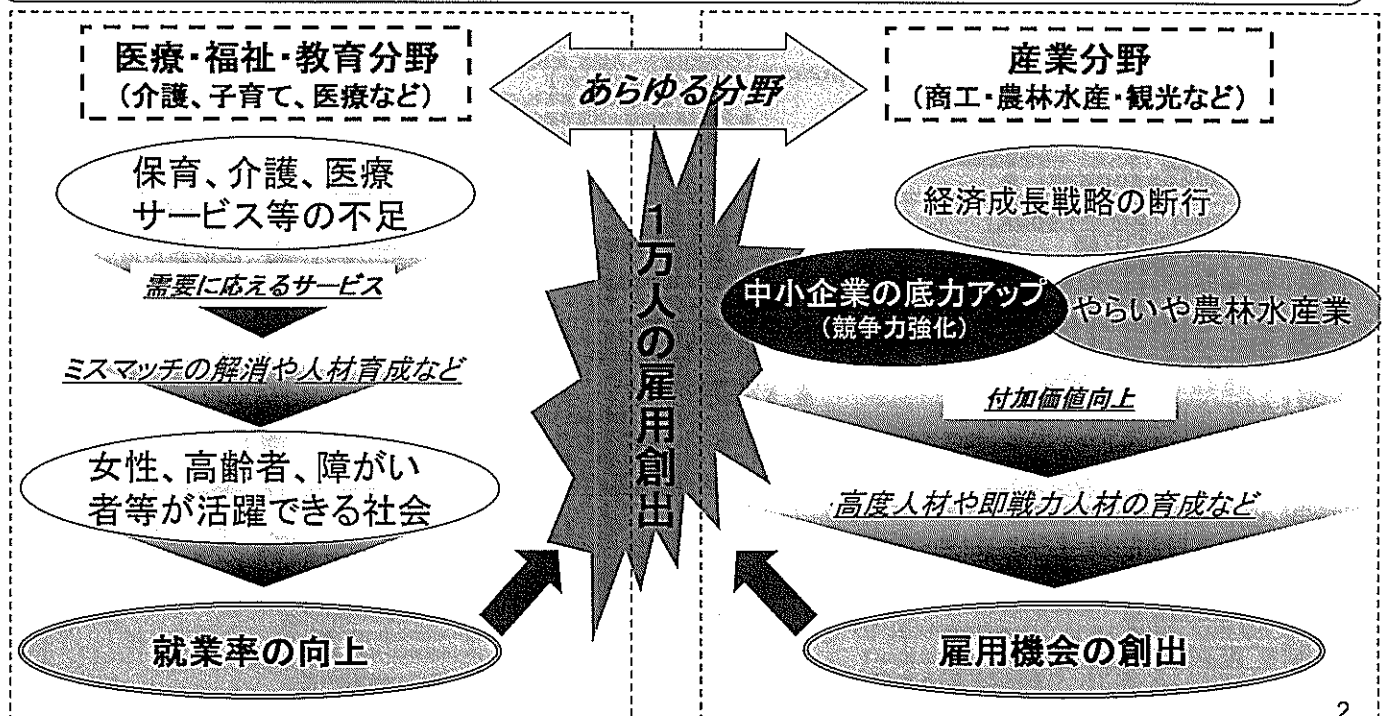 医療・福祉・教育分野
（介護、子育て、医療など）
あらゆる分野
産業分野
（商工・農林水産・観光など）
保育、介護、医療
サービス等の不足
需要に応えるサービス
ミスマッチの解消や人材育成など
女性、高齢者、障がい
者等が活躍できる社会
就業率の向上
1万人の雇用創出
経済成長戦略の断行
中小企業の底力アップ
（競争力強化）
やらいや農林水産業
付加価値向上
高度人材や即戦力人材の育成など
雇用機会の創出
2